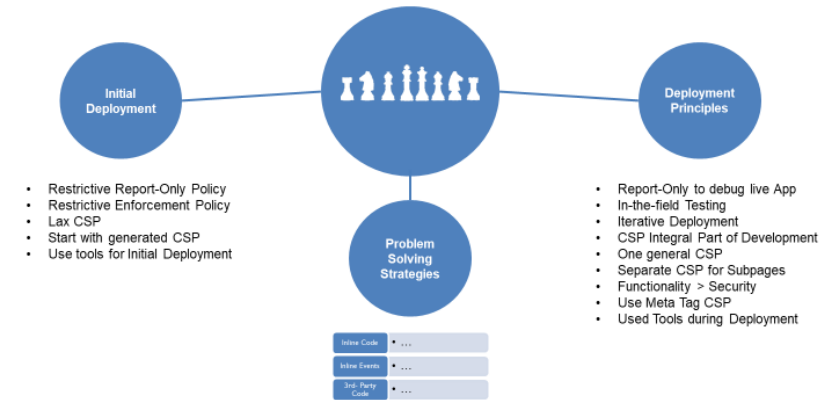 Initial
Deployment
• Restrictive Report-Only Policy
• Restrictive Enforcement Policy
• Lax CSP
• Start with generated CSP
• Use tools for Initial Deployment
Problem
Solving
Strategies
Inline Code • ...
Inline Events • ...
3rd- Party
Code • ...
Deployment
Principles
• Report-Only to debug live App
• In-the-field Testing
• Iterative Deployment
• CSP Integral Part of Development
• One general CSP
• Separate CSP for Subpages
• Functionality > Security
• Use Meta Tag CSP
• Used Tools during Deployment